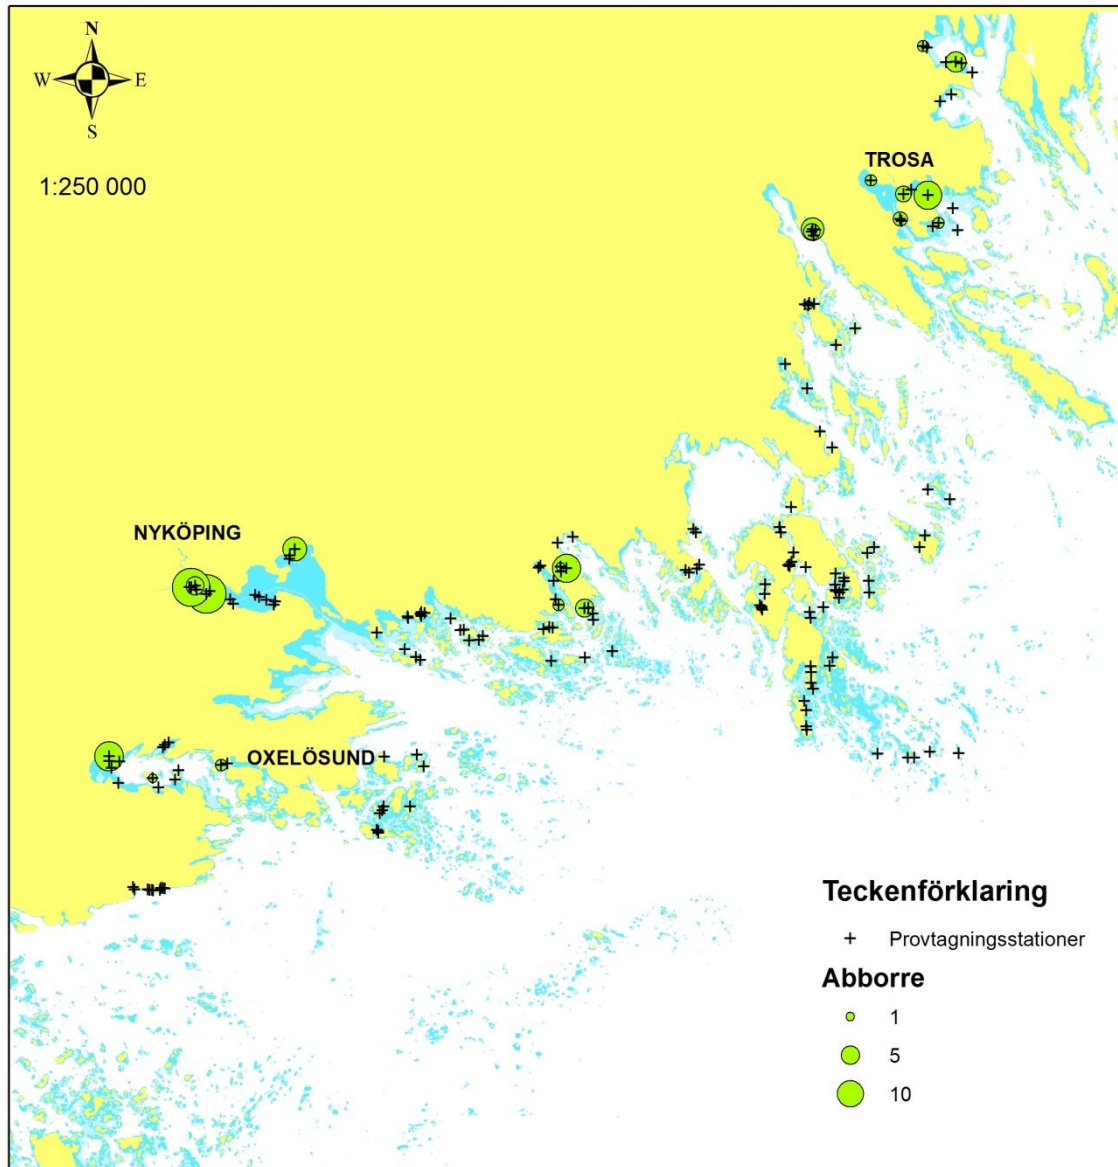 N
W E
S
1:250 000
TROSA
NYKÖPING
OXELÖSUND
Teckenförklaring
Provtagningsstationer
Abborre
1
5
10